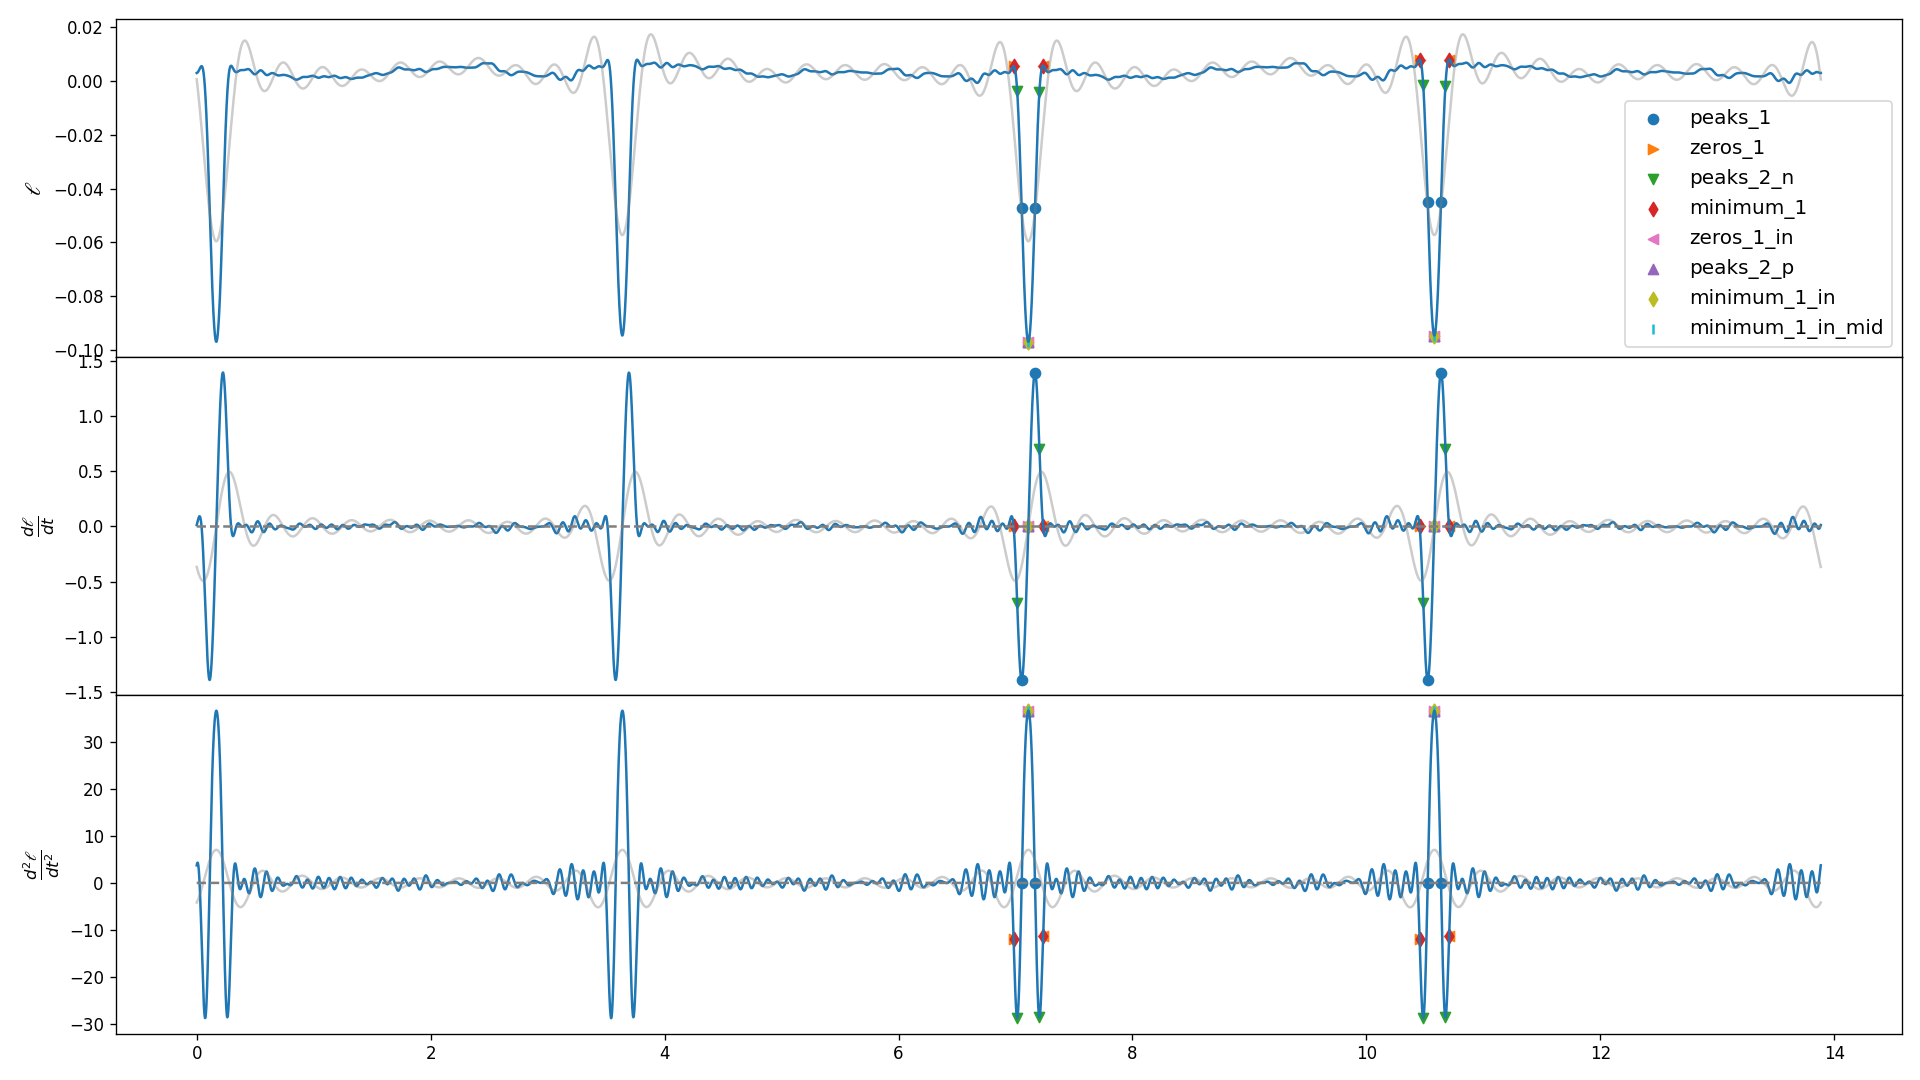 0.02
0.00
−0.02
−0.04
−0.06
−0.08
−0.10
ℓ
peaks_1
zeros_1
peaks_2_n
minimum_1
zeros_1_in
peaks_2_p
minimum_1_in
minimum_1_in_mid
1.5
1.0
0.5
0.0
−0.5
−1.0
−1.5
dℓ/dt
30
20
10
0
−10
−20
−30
d²ℓ/dt²
0 2 4 6 8 10 12 14